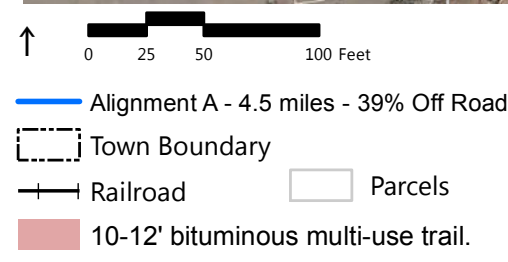 ↑ 0 25 50 100 Feet
Alignment A - 4.5 miles - 39% Off Road
Town Boundary
Railroad Parcels
10-12' bituminous multi-use trail.